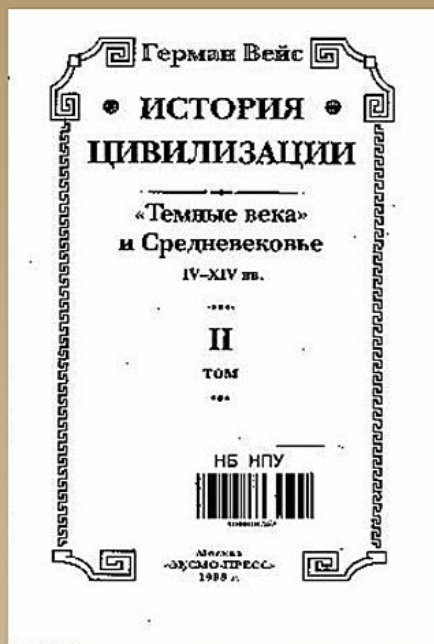 Герман Вейс
ИСТОРИЯ
ЦИВИЛИЗАЦИИ
«Темные века»
и Средневековье
IV–XIV вв.
II
ТОМ
НБ НПУ
Москва
«ЭКСМО-ПРЕСС»